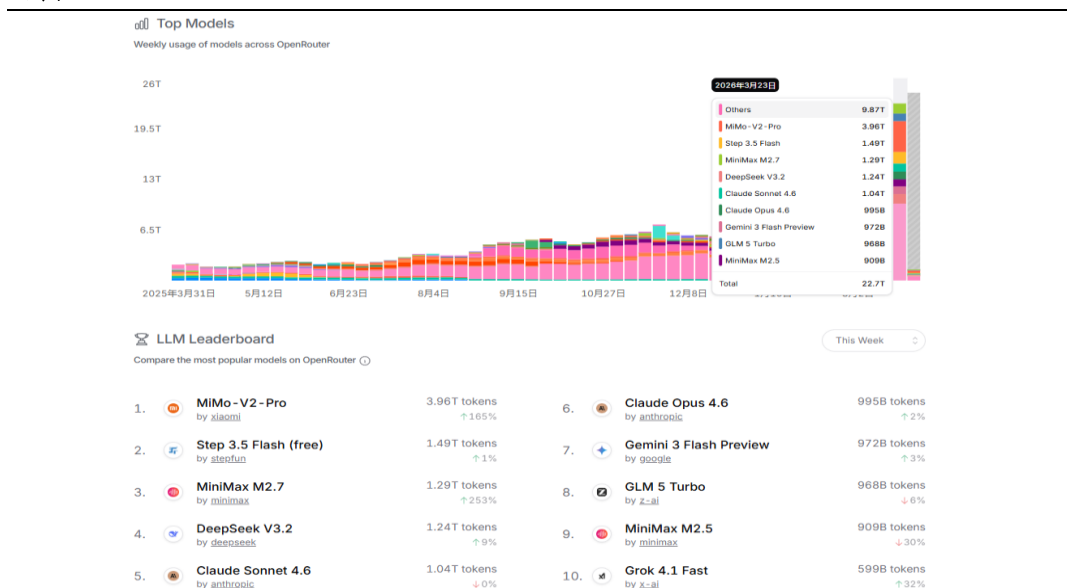 Top Models
Weekly usage of models across OpenRouter
26T
19.5T
13T
6.5T
2026年3月23日
Others 9.87T
MiMo-V2-Pro 3.96T
Step 3.5 Flash 1.49T
MiniMax M2.7 1.29T
DeepSeek V3.2 1.24T
Claude Sonnet 4.6 1.04T
Claude Opus 4.6 995B
Gemini 3 Flash Preview 972B
GLM 5 Turbo 968B
MiniMax M2.5 909B
Total 22.7T
2025年3月31日 5月12日 6月23日 8月4日 9月15日 10月27日 12月8日
LLM Leaderboard
This Week
Compare the most popular models on OpenRouter
1. MiMo-V2-Pro 3.96T tokens
by xiaomi ↑165%
2. Step 3.5 Flash (free) 1.49T tokens
by stepfun ↑1%
3. MiniMax M2.7 1.29T tokens
by minimax ↑253%
4. DeepSeek V3.2 1.24T tokens
by deepseek ↑9%
5. Claude Sonnet 4.6 1.04T tokens
by anthropic ↓0%
6. Claude Opus 4.6 995B tokens
by anthropic ↑2%
7. Gemini 3 Flash Preview 972B tokens
by google ↑3%
8. GLM 5 Turbo 968B tokens
by z-ai ↓6%
9. MiniMax M2.5 909B tokens
by minimax ↓30%
10. Grok 4.1 Fast 599B tokens
by x-ai ↑32%